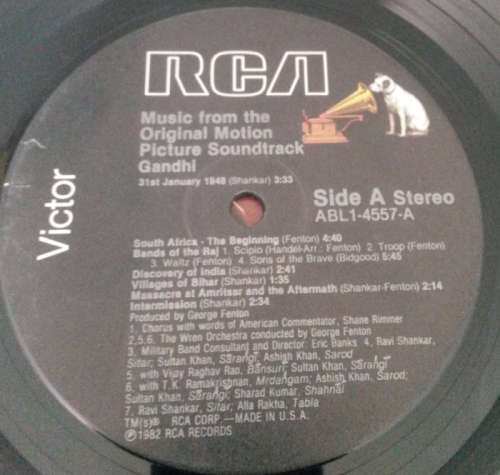 RCA
Victor
Music from the
Original Motion
Picture Soundtrack
Gandhi
31st January 1948 (Shankar) 3:33
Side A Stereo
ABL1-4557-A
South Africa - The Beginning (Fenton) 4:40
Bands of the Raj 1. Scipio (Handel-Arr.: Fenton) 2. Troop (Fenton)
3. Waltz (Fenton) 4. Sons of the Brave (Bidgood) 5:45
Discovery of India (Shankar) 2:41
Villages of Bihar (Shankar) 1:35
Massacre at Amritsar and the Aftermath (Shankar-Fenton) 2:14
Intermission (Shankar) 2:34
Produced by George Fenton
1. Chorus with words of American Commentator, Shane Rimmer
2.5.6. The Wren Orchestra conducted by George Fenton
3. Military Band Consultant and Director: Eric Banks 4. Ravi Shankar,
Sitar; Sultan Khan, Sarangi; Ashish Khan, Sarod
5. with Vijay Raghav Rao, Bansuri; Sultan Khan, Sarangi
6. with T.K. Ramakrishnan, Mridangam; Ashish Khan, Sarod;
Sultan Khan, Sarangi; Sharad Kumar, Shahnai
7. Ravi Shankar, Sitar; Alla Rakha, Tabla
TM(s)® RCA CORP.—MADE IN U.S.A.
℗1982 RCA RECORDS